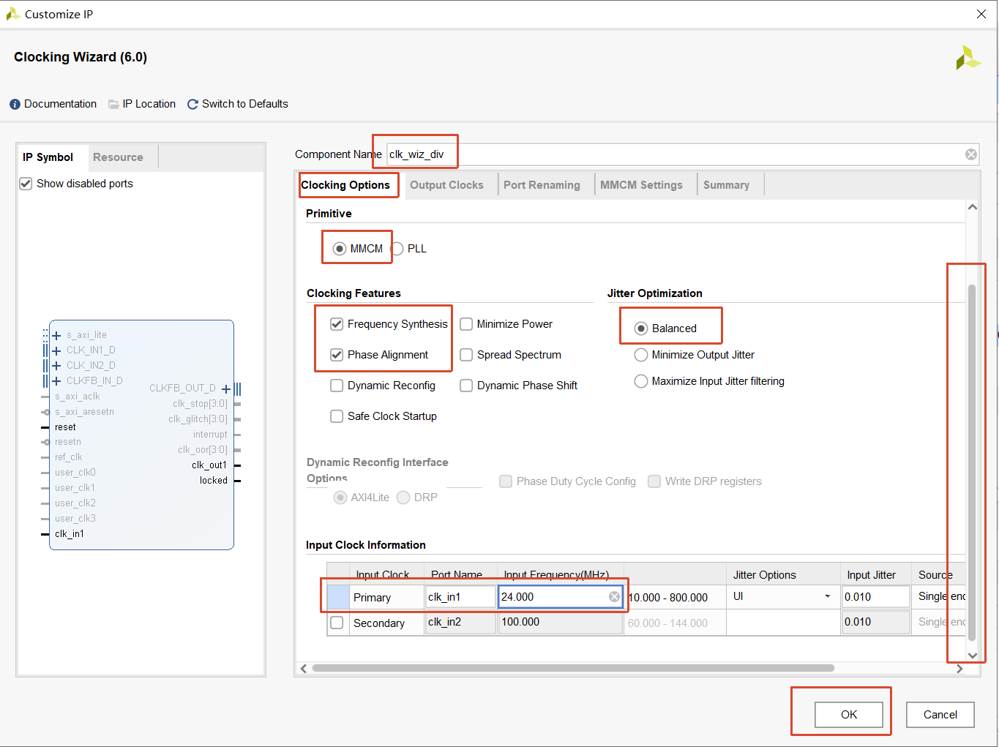 Customize IP
Clocking Wizard (6.0)
Documentation IP Location Switch to Defaults
IP Symbol Resource
Show disabled ports
s_axi_lite
CLK_IN1_D
CLK_IN2_D
CLKFB_IN_D
s_axi_aclk
s_axi_aresetn
reset
resetn
ref_clk
user_clk0
user_clk1
user_clk2
user_clk3
clk_in1
CLKFB_OUT_D
clk_stop[3:0]
clk_glitch[3:0]
interrupt
clk_oor[3:0]
clk_out1
locked
Component Name clk_wiz_div
Clocking Options Output Clocks Port Renaming MMCM Settings Summary
Primitive
MMCM PLL
Clocking Features
Frequency Synthesis Minimize Power
Phase Alignment Spread Spectrum
Dynamic Reconfig Dynamic Phase Shift
Safe Clock Startup
Jitter Optimization
Balanced
Minimize Output Jitter
Maximize Input Jitter filtering
Dynamic Reconfig Interface
Options
AXI4Lite DRP
Phase Duty Cycle Config Write DRP registers
Input Clock Information
Input Clock Port Name Input Frequency(MHz) Jitter Options Input Jitter Source
Primary clk_in1 24.000 10.000 - 800.000 UI 0.010 Single enc
Secondary clk_in2 100.000 60.000 - 144.000 0.010 Single enc
OK Cancel